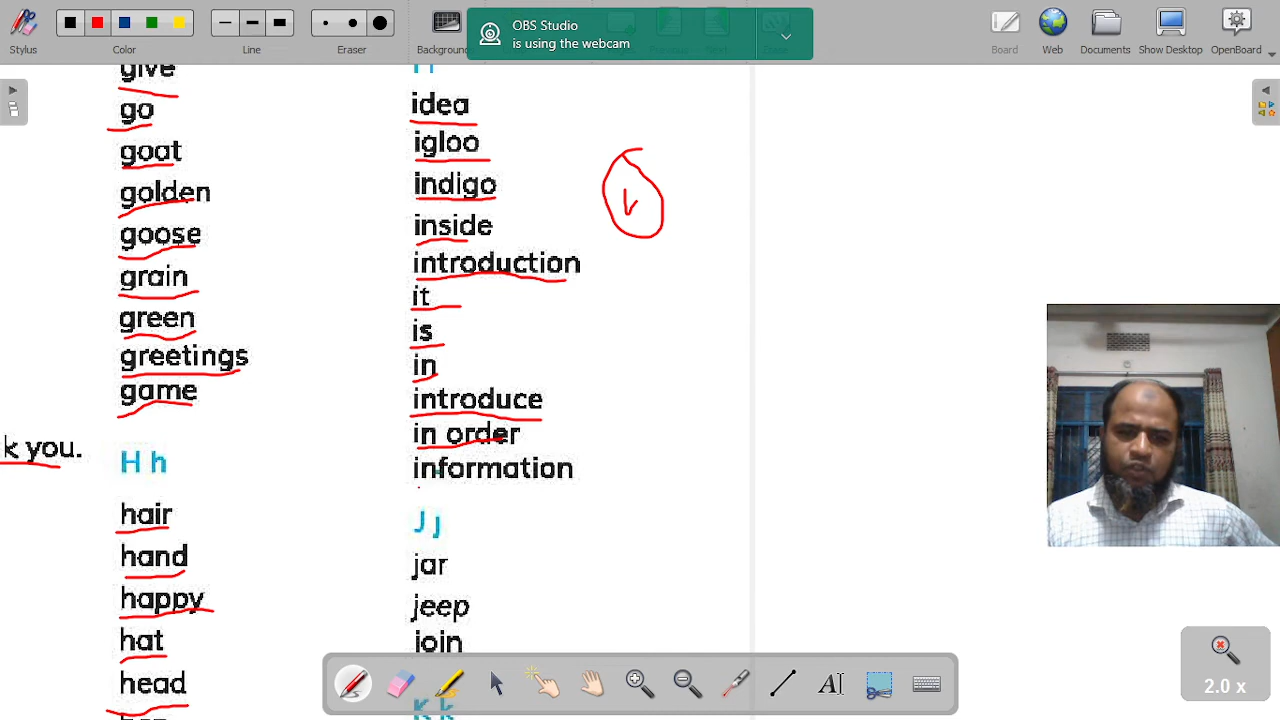 Stylus
Color
Line
Eraser
Background
OBS Studio
is using the webcam
Board
Web
Documents
Show Desktop
OpenBoard
give
go
goat
golden
goose
grain
green
greetings
game
k you.
H h
hair
hand
happy
hat
head
idea
igloo
indigo
inside
introduction
it
is
in
introduce
in order
information
J j
jar
jeep
join
K k
2.0 x